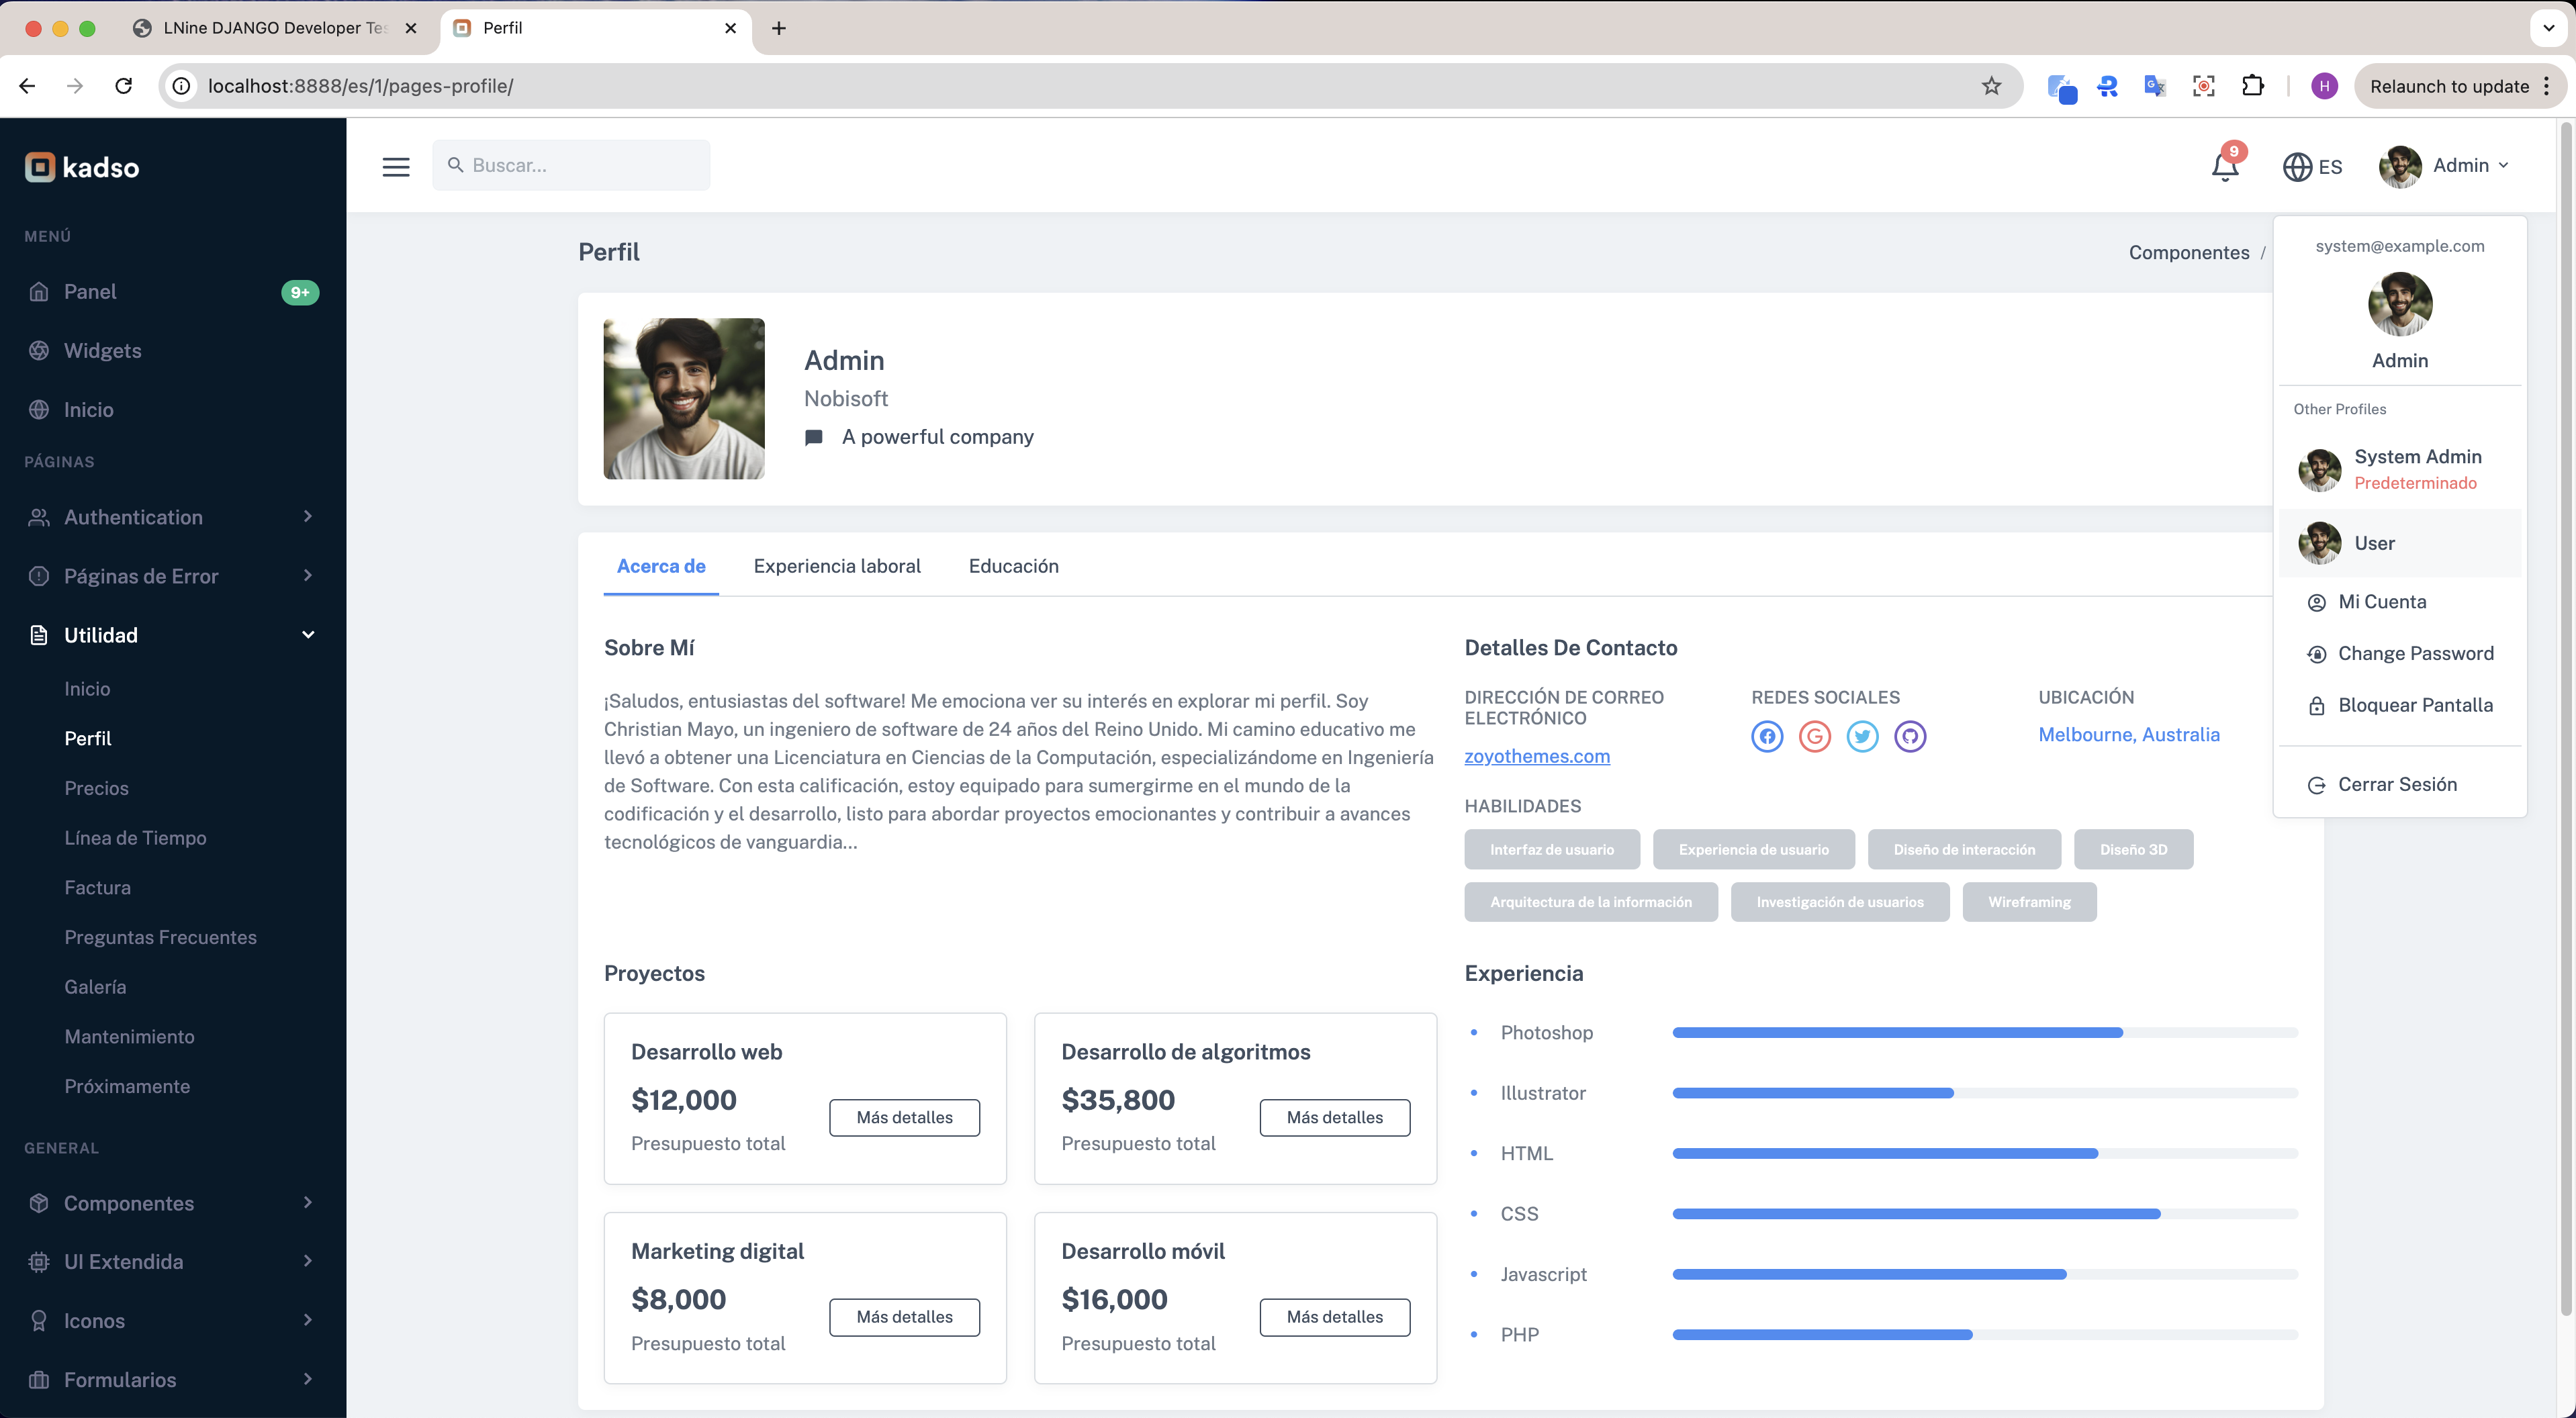 LNine DJANGO Developer Tes
Perfil
localhost:8888/es/1/pages-profile/
H
Relaunch to update
kadso
Buscar...
9
ES
Admin
MENÚ
Panel
9+
Widgets
Inicio
PÁGINAS
Authentication
Páginas de Error
Utilidad
Inicio
Perfil
Precios
Línea de Tiempo
Factura
Preguntas Frecuentes
Galería
Mantenimiento
Próximamente
GENERAL
Componentes
UI Extendida
Iconos
Formularios
Perfil
Componentes /
Admin
Nobisoft
A powerful company
Acerca de
Experiencia laboral
Educación
Sobre Mí
¡Saludos, entusiastas del software! Me emociona ver su interés en explorar mi perfil. Soy
Christian Mayo, un ingeniero de software de 24 años del Reino Unido. Mi camino educativo me
llevó a obtener una Licenciatura en Ciencias de la Computación, especializándome en Ingeniería
de Software. Con esta calificación, estoy equipado para sumergirme en el mundo de la
codificación y el desarrollo, listo para abordar proyectos emocionantes y contribuir a avances
tecnológicos de vanguardia...
Detalles De Contacto
DIRECCIÓN DE CORREO
ELECTRÓNICO
zoyothemes.com
REDES SOCIALES
UBICACIÓN
Melbourne, Australia
HABILIDADES
Interfaz de usuario
Experiencia de usuario
Diseño de interacción
Diseño 3D
Arquitectura de la información
Investigación de usuarios
Wireframing
Proyectos
Desarrollo web
$12,000
Presupuesto total
Más detalles
Desarrollo de algoritmos
$35,800
Presupuesto total
Más detalles
Marketing digital
$8,000
Presupuesto total
Más detalles
Desarrollo móvil
$16,000
Presupuesto total
Más detalles
Experiencia
Photoshop
Illustrator
HTML
CSS
Javascript
PHP
system@example.com
Admin
Other Profiles
System Admin
Predeterminado
User
Mi Cuenta
Change Password
Bloquear Pantalla
Cerrar Sesión